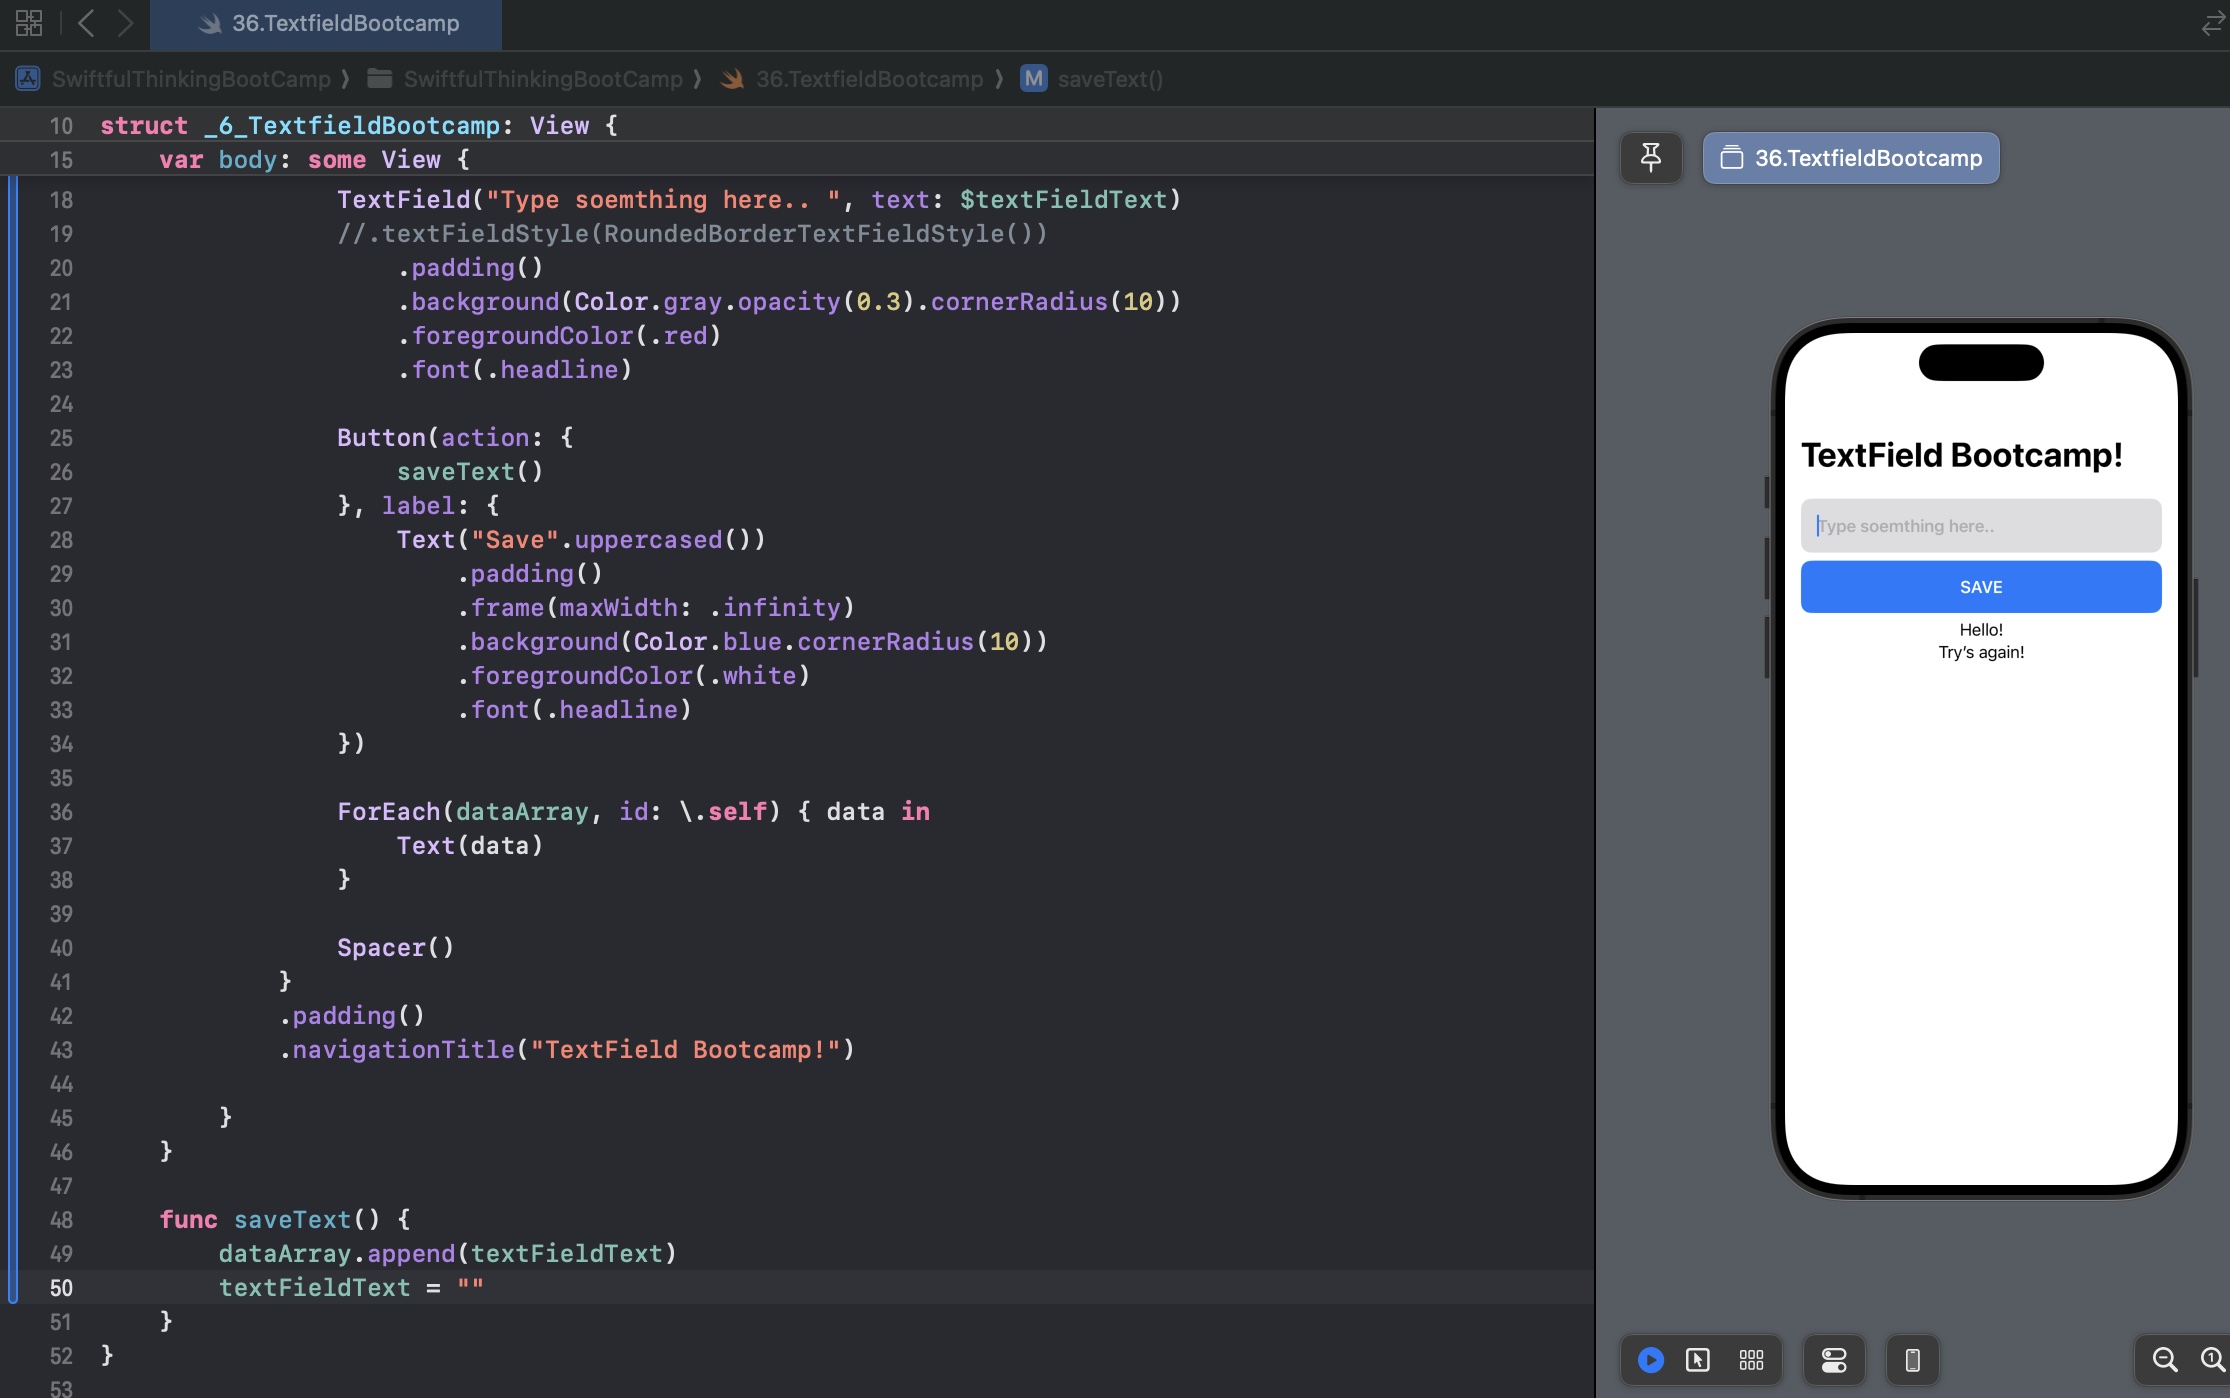 36.TextfieldBootcamp
SwiftfulThinkingBootCamp ⟩ SwiftfulThinkingBootCamp ⟩ 36.TextfieldBootcamp ⟩ M saveText()
10 struct _6_TextfieldBootcamp: View {
15     var body: some View {
18                 TextField("Type soemthing here.. ", text: $textFieldText)
19                 //.textFieldStyle(RoundedBorderTextFieldStyle())
20                     .padding()
21                     .background(Color.gray.opacity(0.3).cornerRadius(10))
22                     .foregroundColor(.red)
23                     .font(.headline)
24
25                 Button(action: {
26                     saveText()
27                 }, label: {
28                     Text("Save".uppercased())
29                         .padding()
30                         .frame(maxWidth: .infinity)
31                         .background(Color.blue.cornerRadius(10))
32                         .foregroundColor(.white)
33                         .font(.headline)
34                 })
35
36                 ForEach(dataArray, id: \.self) { data in
37                     Text(data)
38                 }
39
40                 Spacer()
41             }
42             .padding()
43             .navigationTitle("TextField Bootcamp!")
44
45         }
46     }
47
48     func saveText() {
49         dataArray.append(textFieldText)
50         textFieldText = ""
51     }
52 }
53
36.TextfieldBootcamp
TextField Bootcamp!
Type soemthing here..
SAVE
Hello!
Try's again!
1